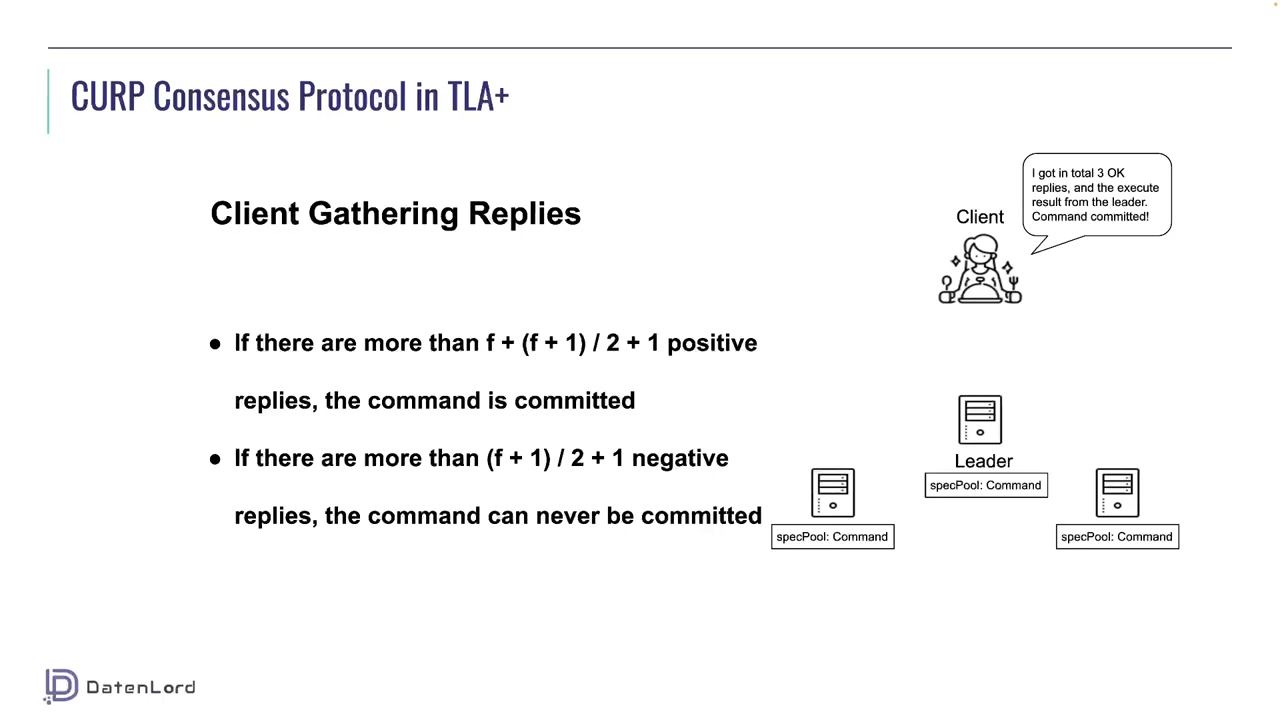 CURP Consensus Protocol in TLA+
Client Gathering Replies
● If there are more than f + (f + 1) / 2 + 1 positive
replies, the command is committed
● If there are more than (f + 1) / 2 + 1 negative
replies, the command can never be committed
I got in total 3 OK
replies, and the execute
result from the leader.
Command committed!
Client
Leader
specPool: Command
specPool: Command
specPool: Command
DatenLord